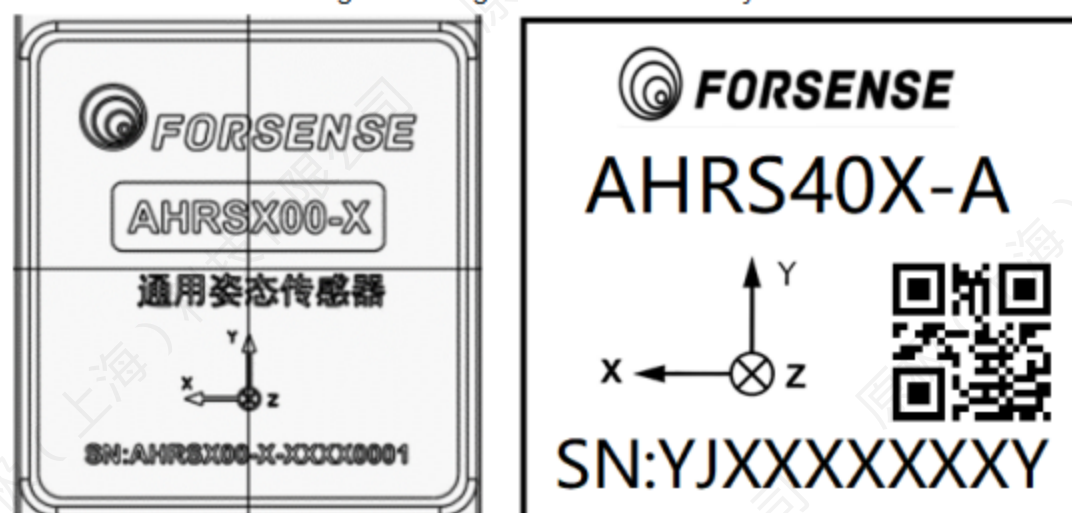 FORSENSE
AHRSX00-X
通用姿态传感器
Y
X
Z
SN:AHRSX00-X-XXXX0001
FORSENSE
AHRS40X-A
Y
X
Z
SN:YJXXXXXXXY